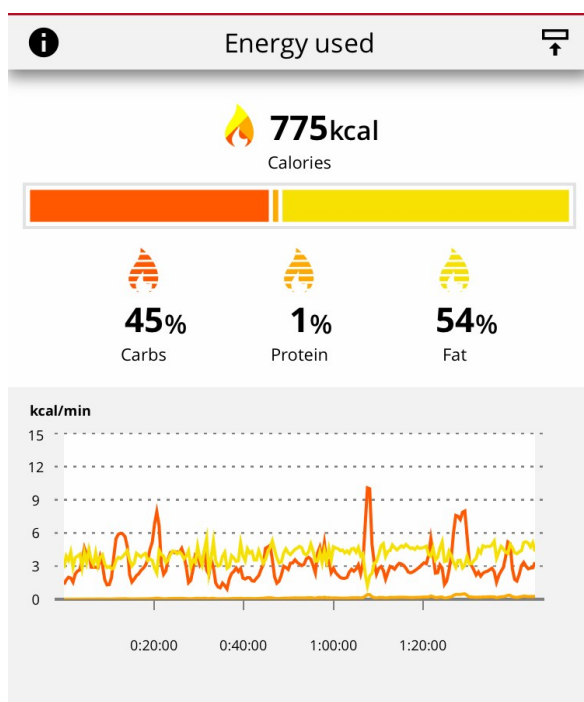 Energy used
775kcal
Calories
45% 1% 54%
Carbs Protein Fat
kcal/min
15
12
9
6
3
0
0:20:00 0:40:00 1:00:00 1:20:00